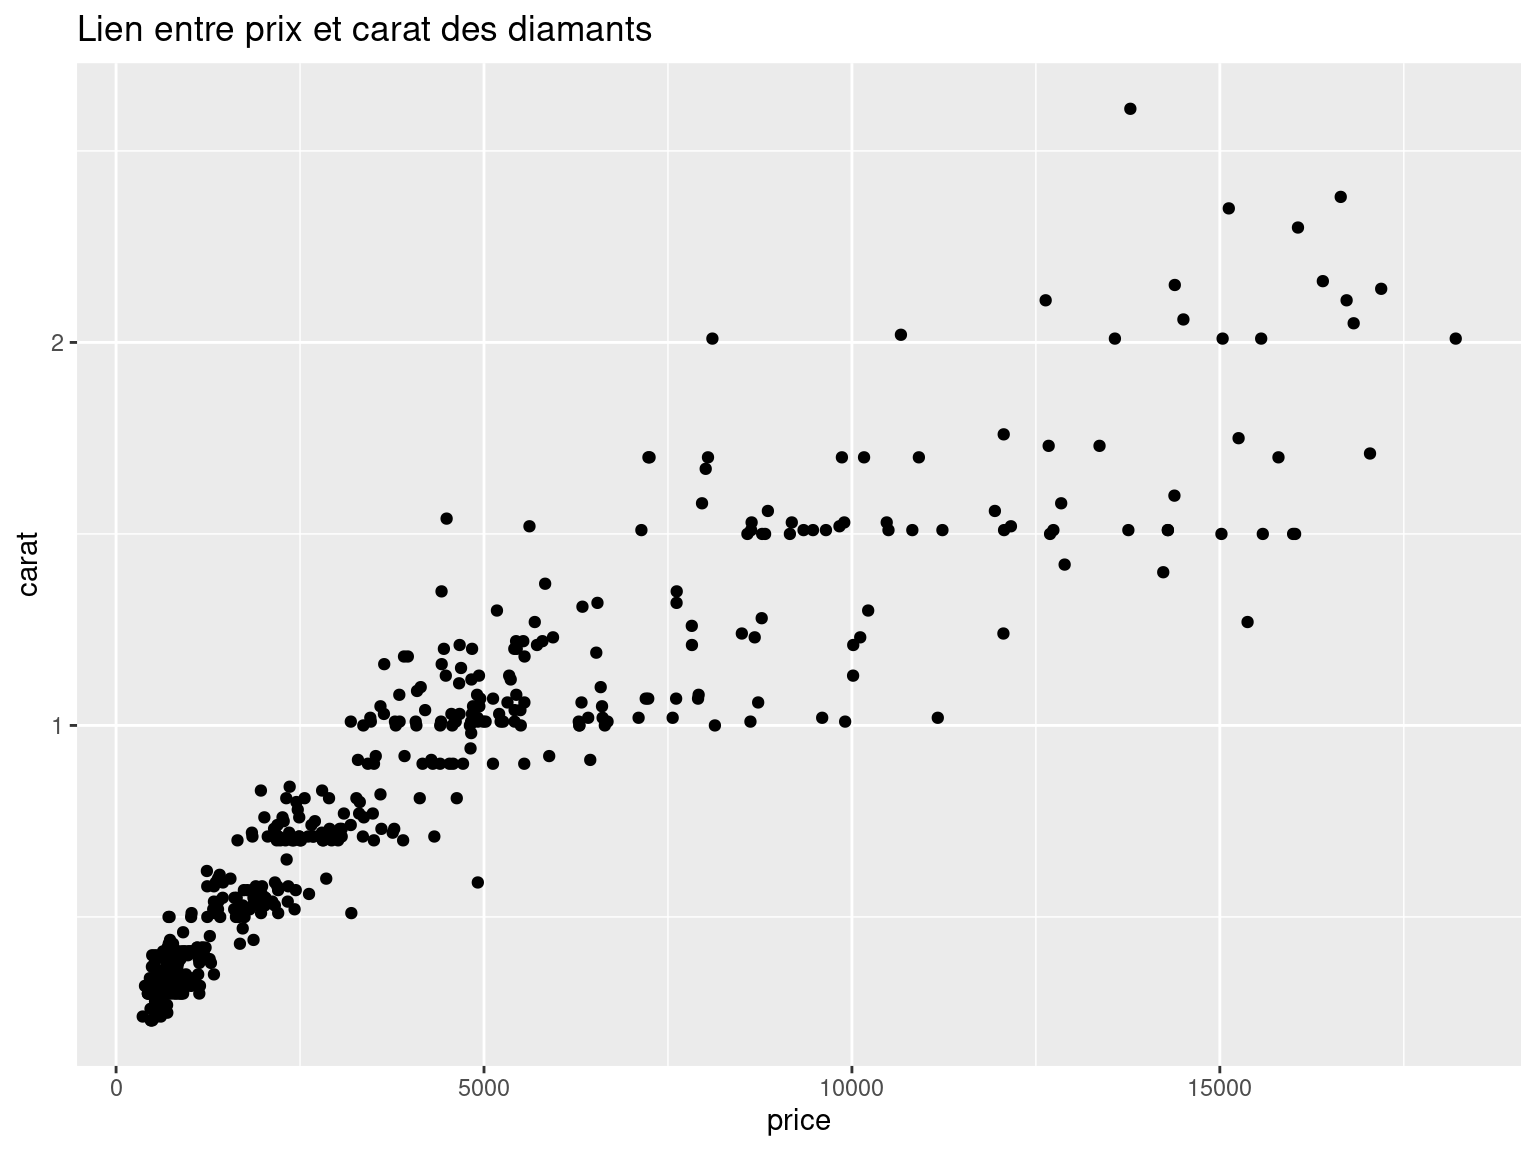 Lien entre prix et carat des diamants
carat
2
1
0 5000 10000 15000
price